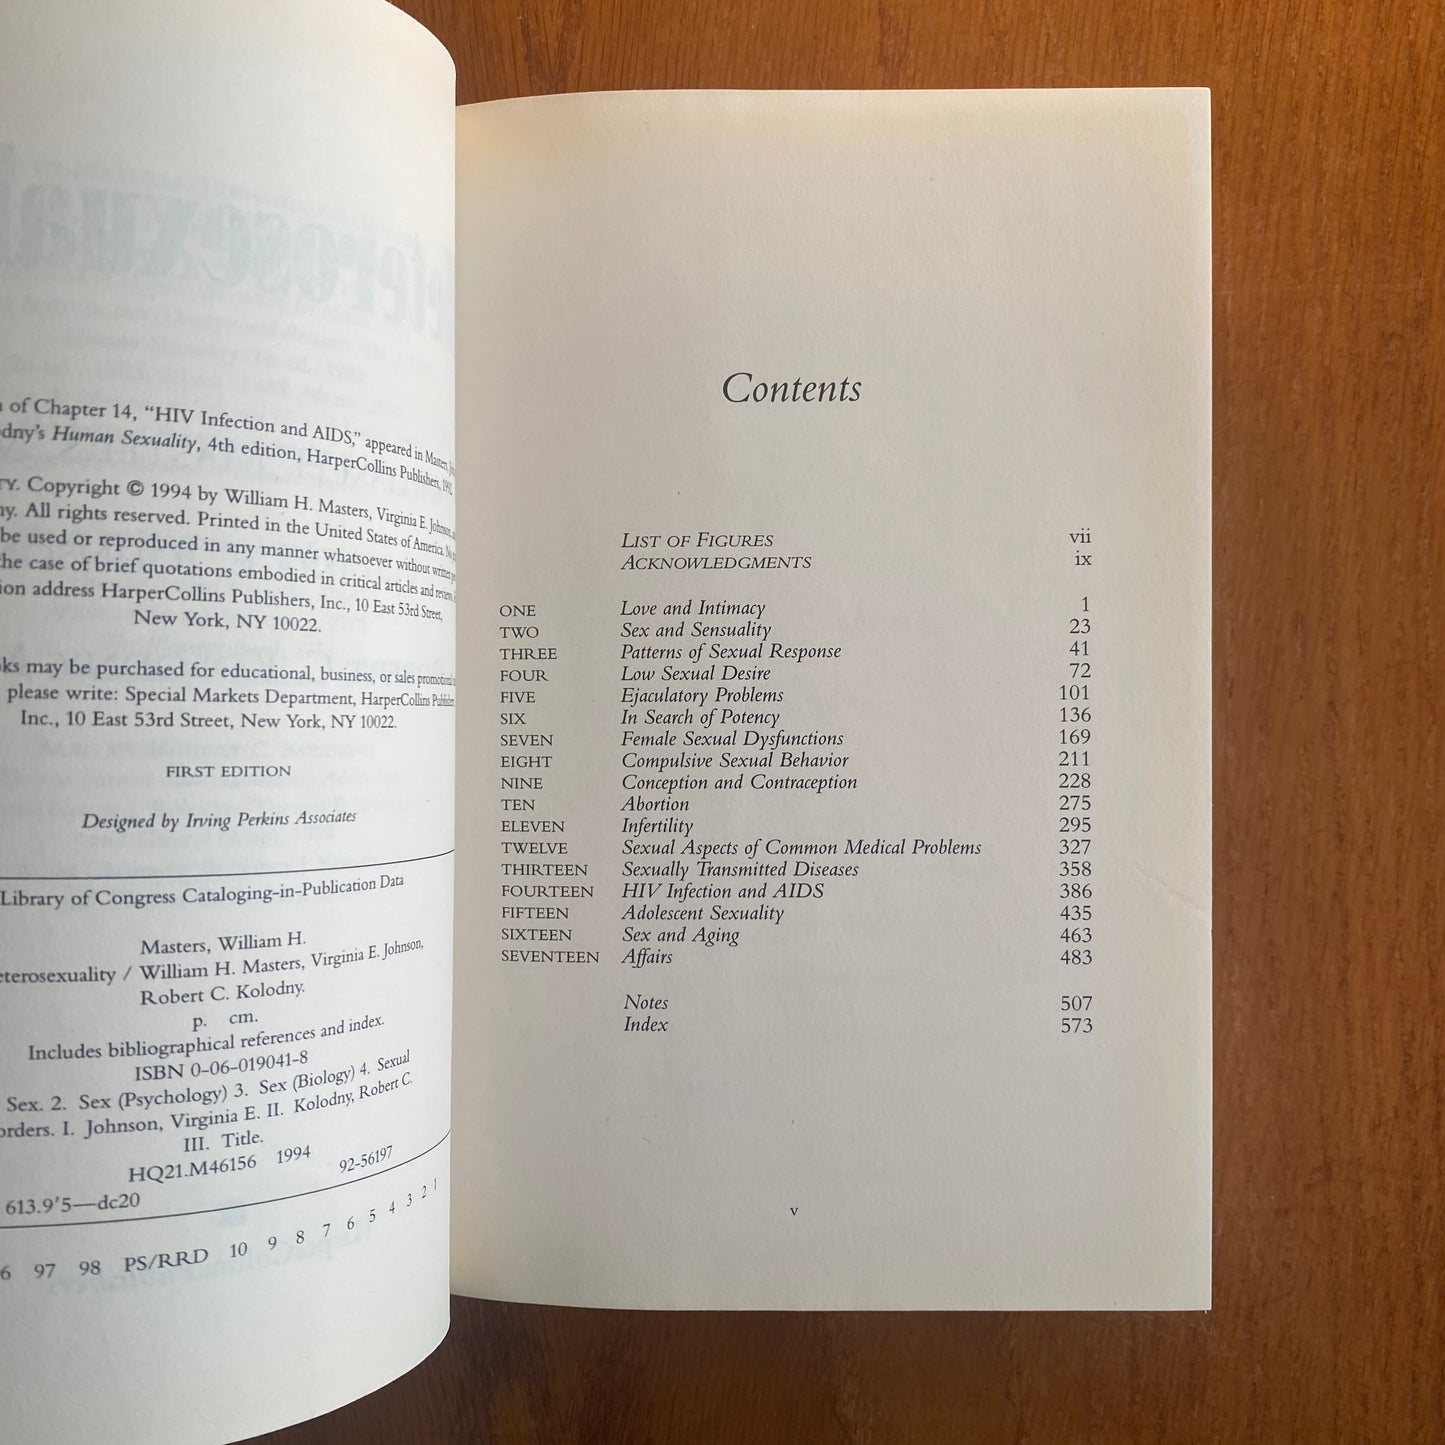 of Chapter 14, "HIV Infection and AIDS," appeared in Masters,
Human Sexuality, 4th edition, HarperCollins Publishers,
Copyright © 1994 by William H. Masters, Virginia E. Johnson,
All rights reserved. Printed in the United States of America.
be used or reproduced in any manner whatsoever without written
the case of brief quotations embodied in critical articles and
address HarperCollins Publishers, Inc., 10 East 53rd Street,
New York, NY 10022.
may be purchased for educational, business, or sales promotional
please write: Special Markets Department, HarperCollins
Inc., 10 East 53rd Street, New York, NY 10022.
FIRST EDITION
Designed by Irving Perkins Associates
Library of Congress Cataloging-in-Publication Data
Masters, William H.
/ William H. Masters, Virginia E. Johnson,
Robert C. Kolodny.
p. cm.
Includes bibliographical references and index.
ISBN 0-06-019041-8
Sex. 2. Sex (Psychology) 3. Sex (Biology) 4. Sexual
I. Johnson, Virginia E. II. Kolodny, Robert C.
III. Title.
HQ21.M46156 1994
92-56197
613.9'5—dc20
97 98 PS/RRD 10 9 8 7 6 5 4 3 2 1
Contents
LIST OF FIGURES vii
ACKNOWLEDGMENTS ix
ONE Love and Intimacy 1
TWO Sex and Sensuality 23
THREE Patterns of Sexual Response 41
FOUR Low Sexual Desire 72
FIVE Ejaculatory Problems 101
SIX In Search of Potency 136
SEVEN Female Sexual Dysfunctions 169
EIGHT Compulsive Sexual Behavior 211
NINE Conception and Contraception 228
TEN Abortion 275
ELEVEN Infertility 295
TWELVE Sexual Aspects of Common Medical Problems 327
THIRTEEN Sexually Transmitted Diseases 358
FOURTEEN HIV Infection and AIDS 386
FIFTEEN Adolescent Sexuality 435
SIXTEEN Sex and Aging 463
SEVENTEEN Affairs 483
Notes 507
Index 573
v